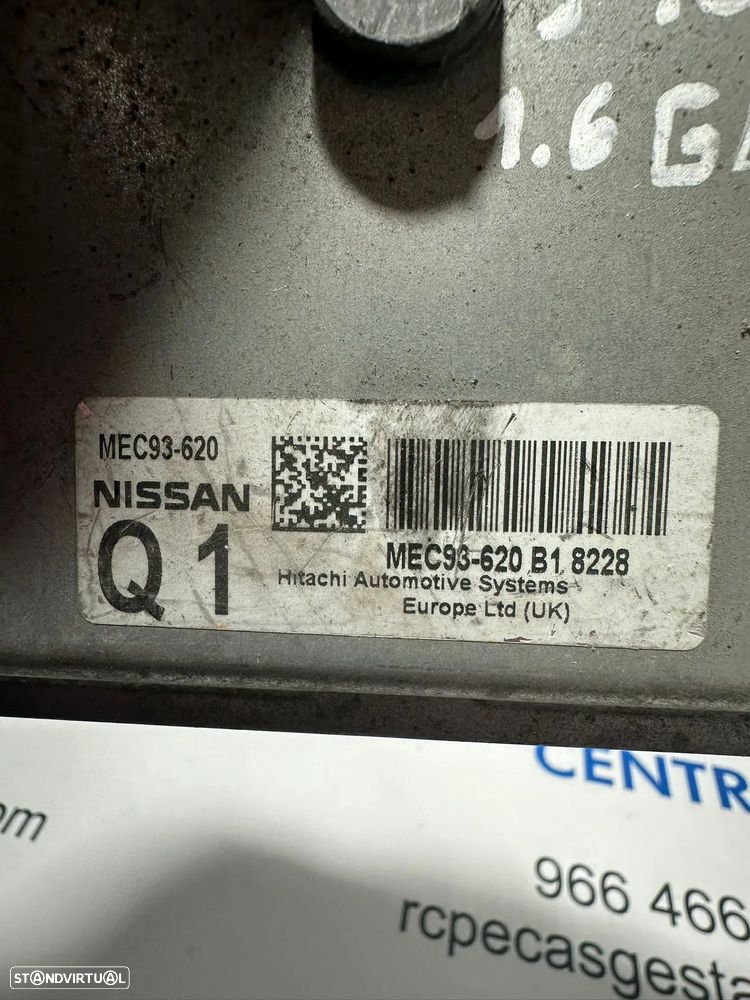 1.6
MEC93-620
NISSAN
Q1
MEC93-620 B1 8228
Hitachi Automotive Systems
Europe Ltd (UK)
CENTR
om
966 466
rcpecasgesta
STANDVIRTUAL